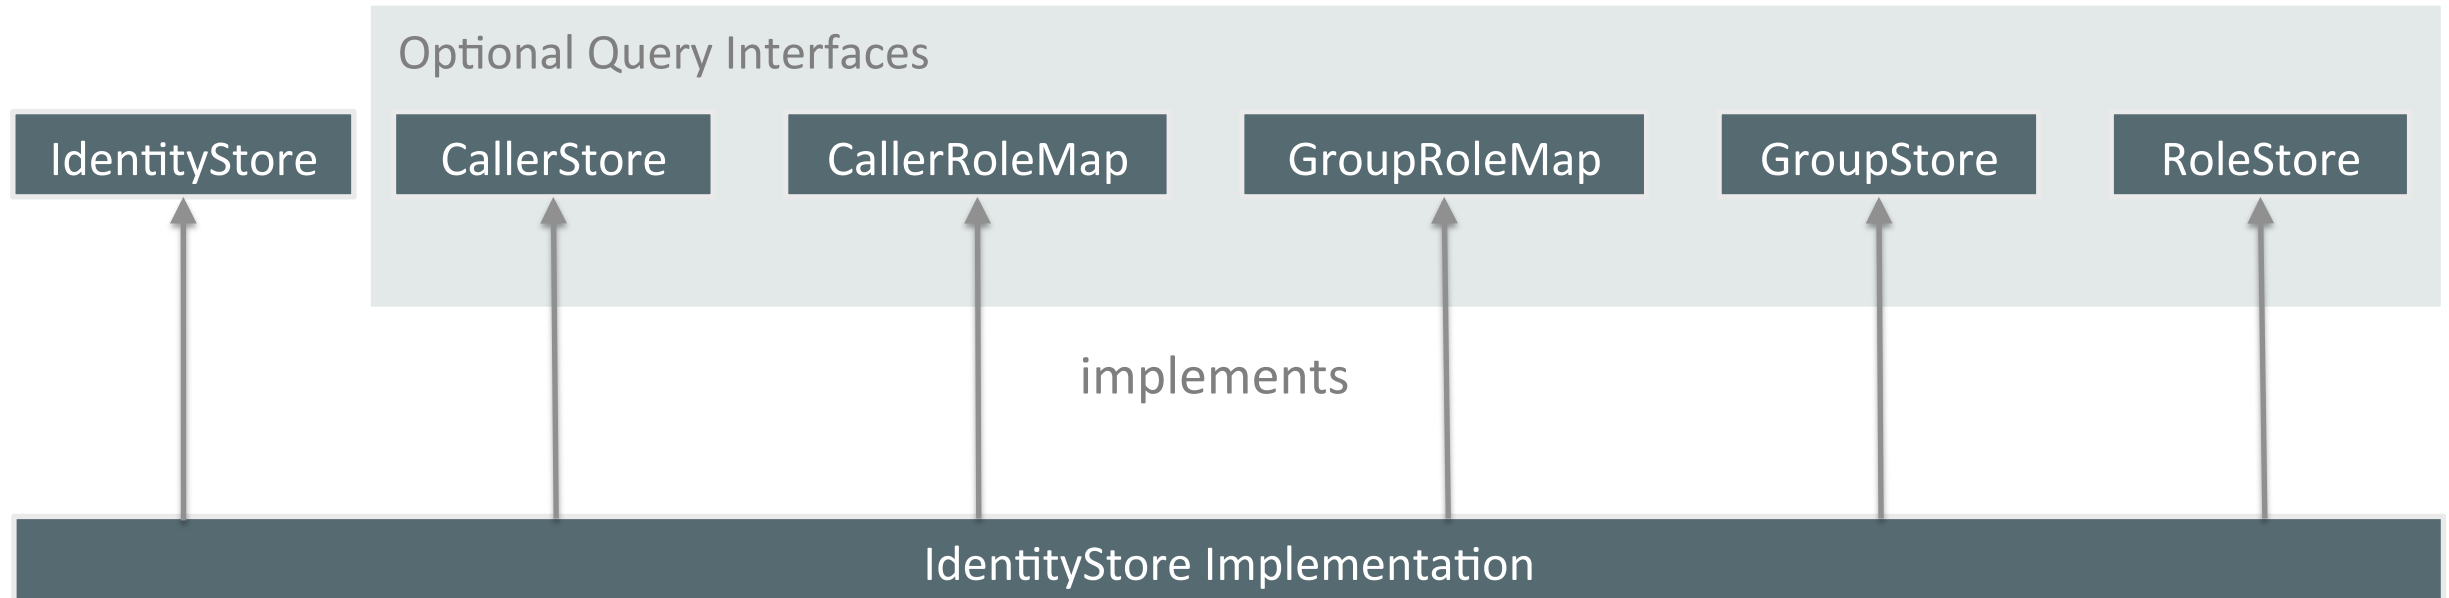 Optional Query Interfaces
IdentityStore
CallerStore
CallerRoleMap
GroupRoleMap
GroupStore
RoleStore
implements
IdentityStore Implementation